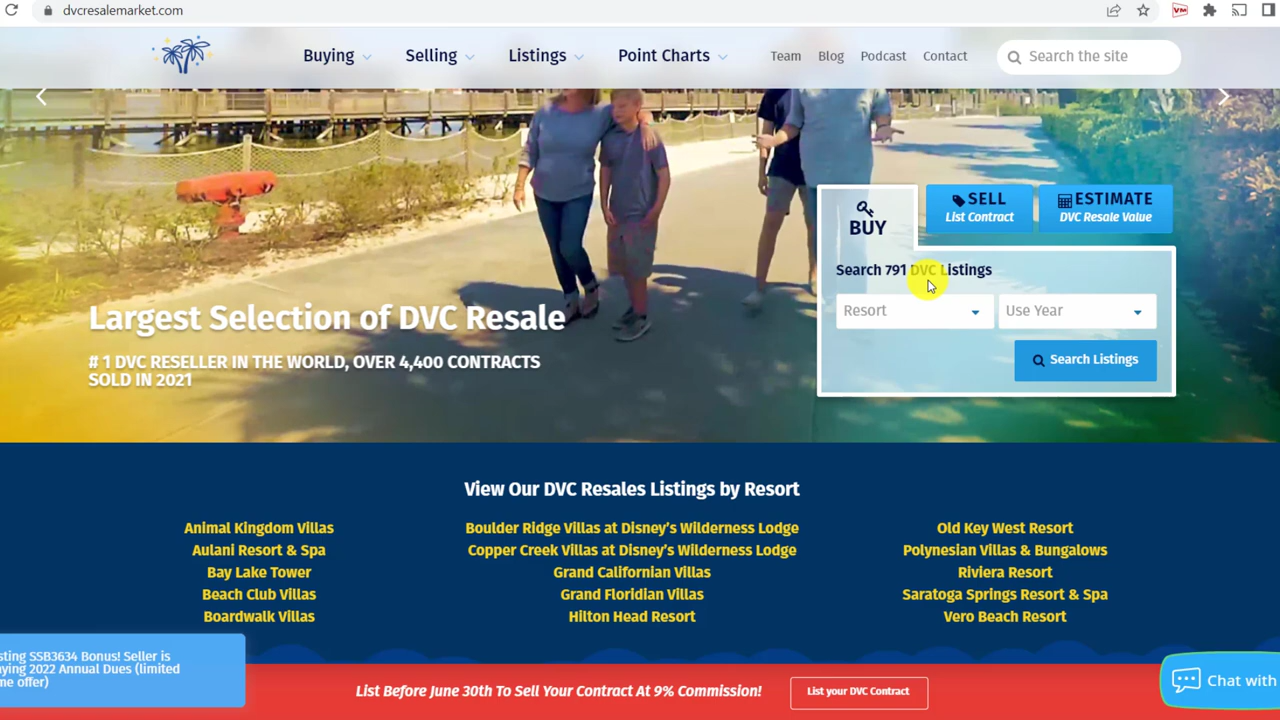 dvcresalemarket.com
Buying
Selling
Listings
Point Charts
Team
Blog
Podcast
Contact
Search the site
BUY
SELL
List Contract
ESTIMATE
DVC Resale Value
Search 791 DVC Listings
Resort
Use Year
Search Listings
Largest Selection of DVC Resale
# 1 DVC RESELLER IN THE WORLD, OVER 4,400 CONTRACTS
SOLD IN 2021
View Our DVC Resales Listings by Resort
Animal Kingdom Villas
Aulani Resort & Spa
Bay Lake Tower
Beach Club Villas
Boardwalk Villas
Boulder Ridge Villas at Disney's Wilderness Lodge
Copper Creek Villas at Disney's Wilderness Lodge
Grand Californian Villas
Grand Floridian Villas
Hilton Head Resort
Old Key West Resort
Polynesian Villas & Bungalows
Riviera Resort
Saratoga Springs Resort & Spa
Vero Beach Resort
sting SSB3634 Bonus! Seller is
ying 2022 Annual Dues (limited
me offer)
List Before June 30th To Sell Your Contract At 9% Commission!
List your DVC Contract
Chat with